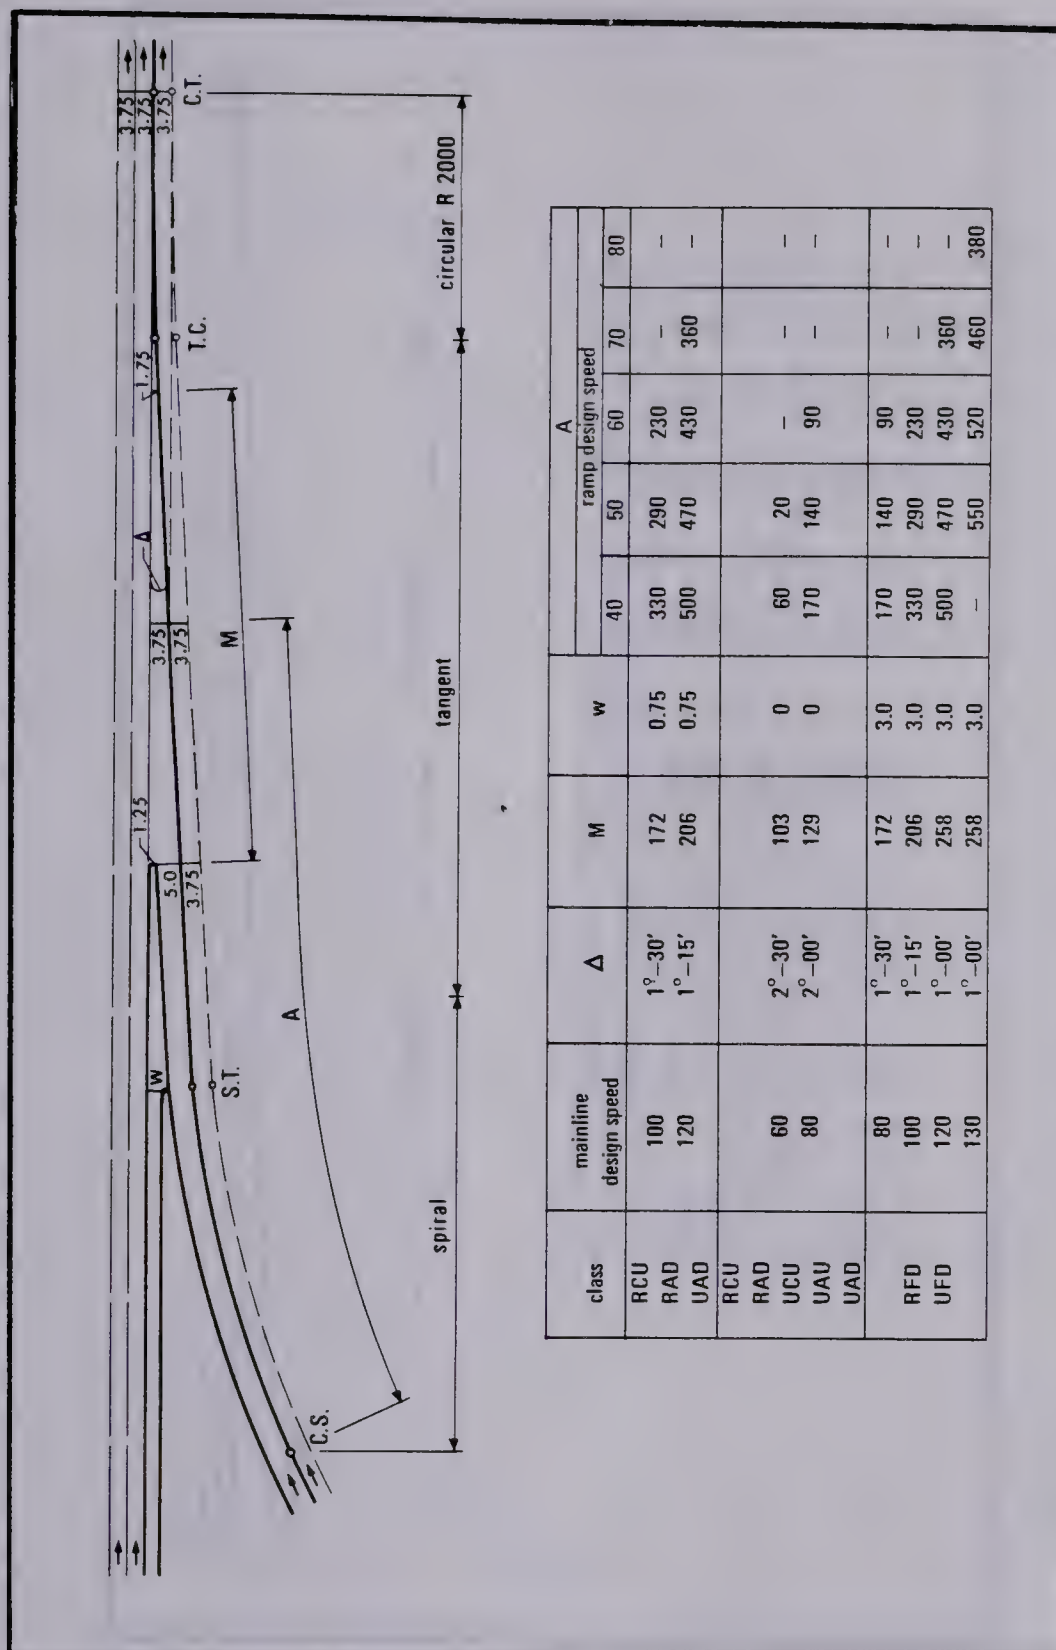 3.75
3.75
3.75
C.T.
1.75
T.C.
Δ
3.75
3.75
M
1.25
5.0
3.75
A
W
S.T.
C.S.
spiral
tangent
circular R 2000
class mainline design speed Δ M w A
ramp design speed
40 50 60 70 80
RCU
RAD 100 1°–30′ 172 0.75 330 290 230 – –
UAD 120 1°–15′ 206 0.75 500 470 430 360 –
RCU
RAD
UCU 60 2°–30′ 103 0 60 20 – – –
UAU 80 2°–00′ 129 0 170 140 90 – –
UAD
80 1°–30′ 172 3.0 170 140 90 – –
RFD 100 1°–15′ 206 3.0 330 290 230 – –
UFD 120 1°–00′ 258 3.0 500 470 430 360 –
130 1°–00′ 258 3.0 – 550 520 460 380